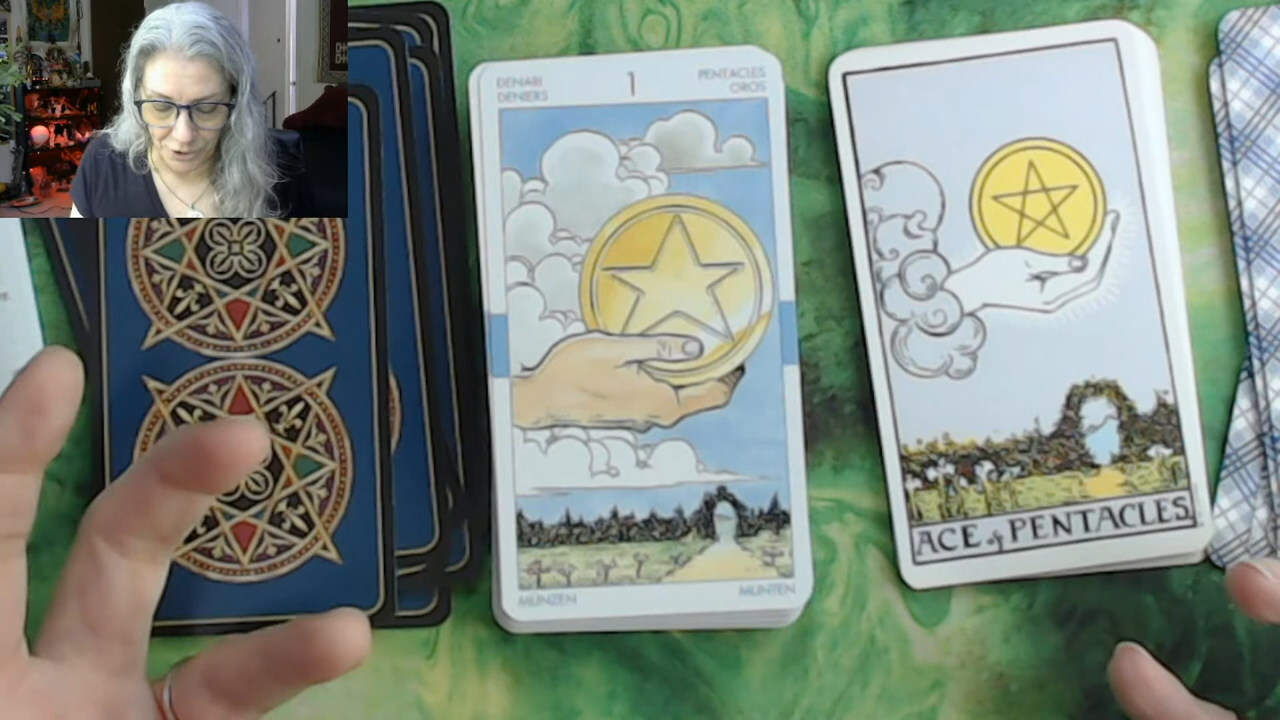 DENARI
DENIERS
1
PENTACLES
OROS
MÜNZEN
MUNTEN
ACE of PENTACLES